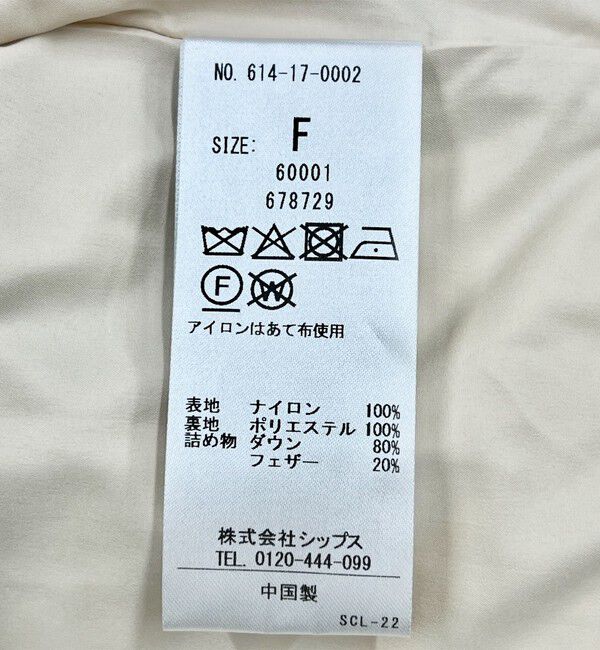 NO. 614-17-0002
SIZE: F
60001
678729
F W
アイロンはあて布使用
表地 ナイロン 100%
裏地 ポリエステル 100%
詰め物 ダウン 80%
フェザー 20%
株式会社シップス
TEL. 0120-444-099
中国製
SCL-22